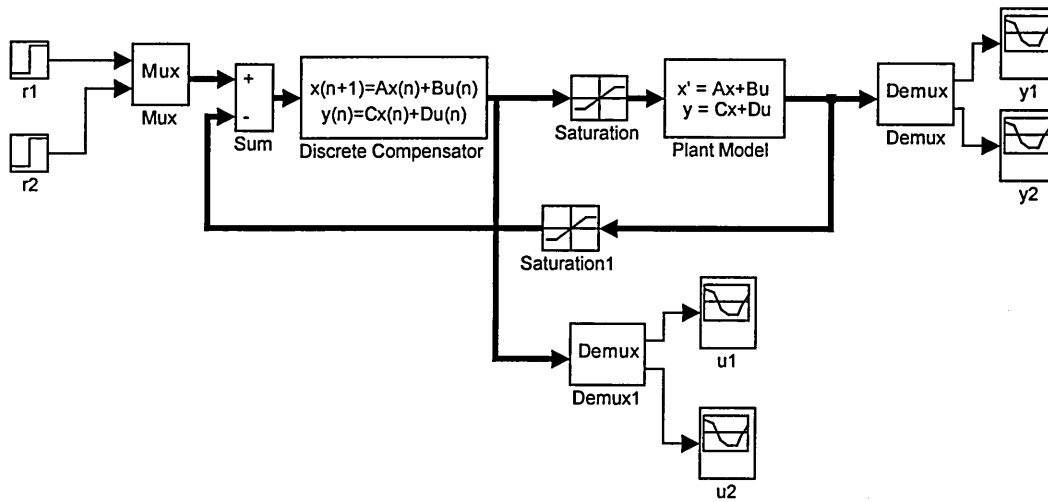 r1
r2
Mux
Mux
+
-
Sum
x(n+1)=Ax(n)+Bu(n)
y(n)=Cx(n)+Du(n)
Discrete Compensator
Saturation
x' = Ax+Bu
y = Cx+Du
Plant Model
Demux
Demux
y1
y2
Saturation1
Demux
Demux1
u1
u2